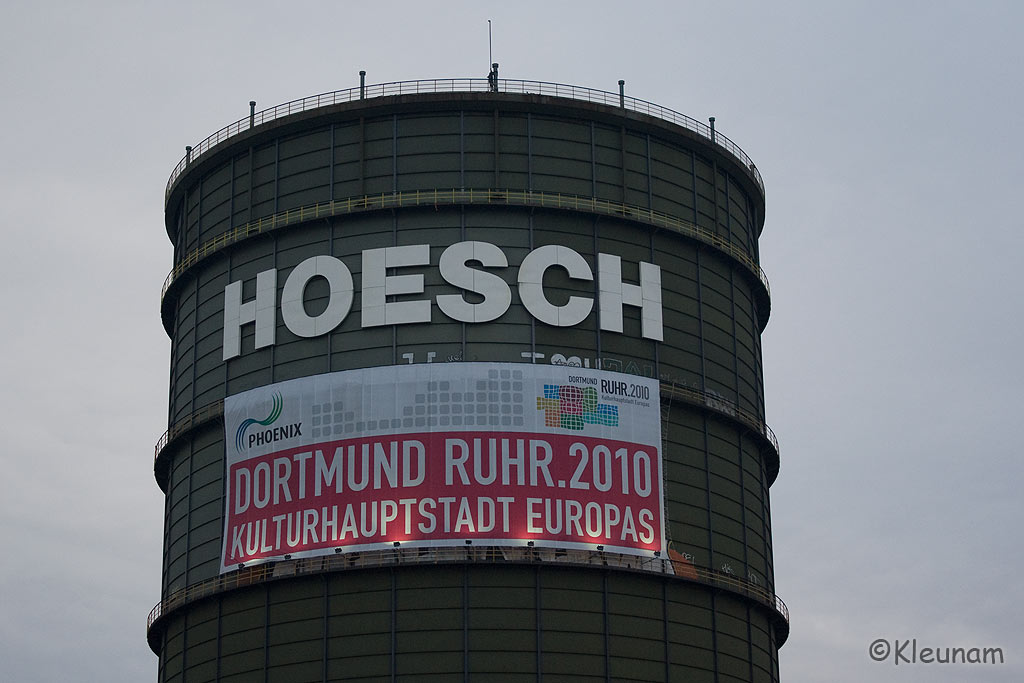 HOESCH
PHOENIX
DORTMUND
RUHR.2010
Kulturhauptstadt Europas
DORTMUND RUHR.2010
KULTURHAUPTSTADT EUROPAS
©Kleunam